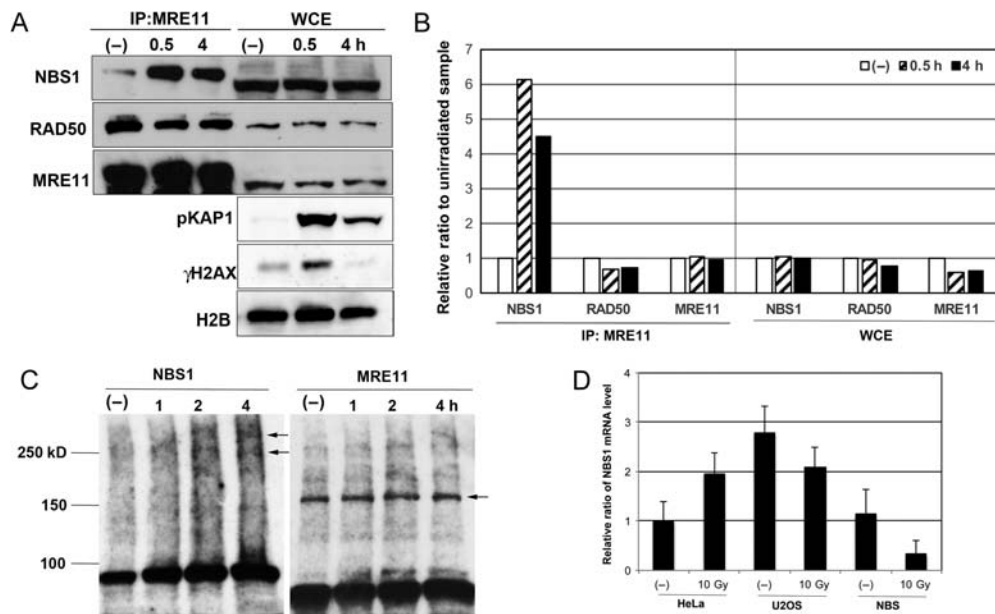 A
IP:MRE11
WCE
(–)
0.5
4
(–)
0.5
4 h
NBS1
RAD50
MRE11
pKAP1
γH2AX
H2B
B
Relative ratio to unirradiated sample
7
6
5
4
3
2
1
0
(–)
0.5 h
4 h
NBS1
RAD50
MRE11
NBS1
RAD50
MRE11
IP: MRE11
WCE
C
NBS1
MRE11
(–)
1
2
4
(–)
1
2
4 h
250 kD
150
100
D
Relative ratio of NBS1 mRNA level
4
3
2
1
0
(–)
10 Gy
(–)
10 Gy
(–)
10 Gy
HeLa
U2OS
NBS